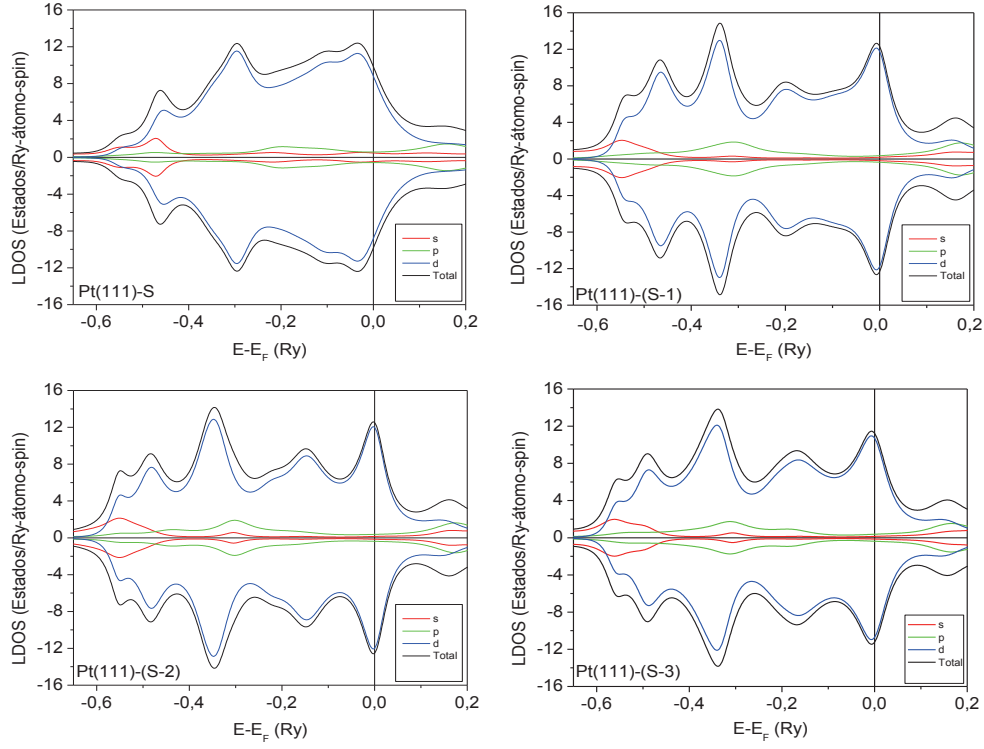 16
12
8
4
0
-4
-8
-12
-16
LDOS (Estados/Ry-átomo-spin)
s
p
d
Total
Pt(111)-S
-0,6
-0,4
-0,2
0,0
0,2
E-E_F (Ry)
16
12
8
4
0
-4
-8
-12
-16
LDOS (Estados/Ry-átomo-spin)
s
p
d
Total
Pt(111)-(S-1)
-0,6
-0,4
-0,2
0,0
0,2
E-E_F (Ry)
16
12
8
4
0
-4
-8
-12
-16
LDOS (Estados/Ry-átomo-spin)
s
p
d
Total
Pt(111)-(S-2)
-0,6
-0,4
-0,2
0,0
0,2
E-E_F (Ry)
16
12
8
4
0
-4
-8
-12
-16
LDOS (Estados/Ry-átomo-spin)
s
p
d
Total
Pt(111)-(S-3)
-0,6
-0,4
-0,2
0,0
0,2
E-E_F (Ry)